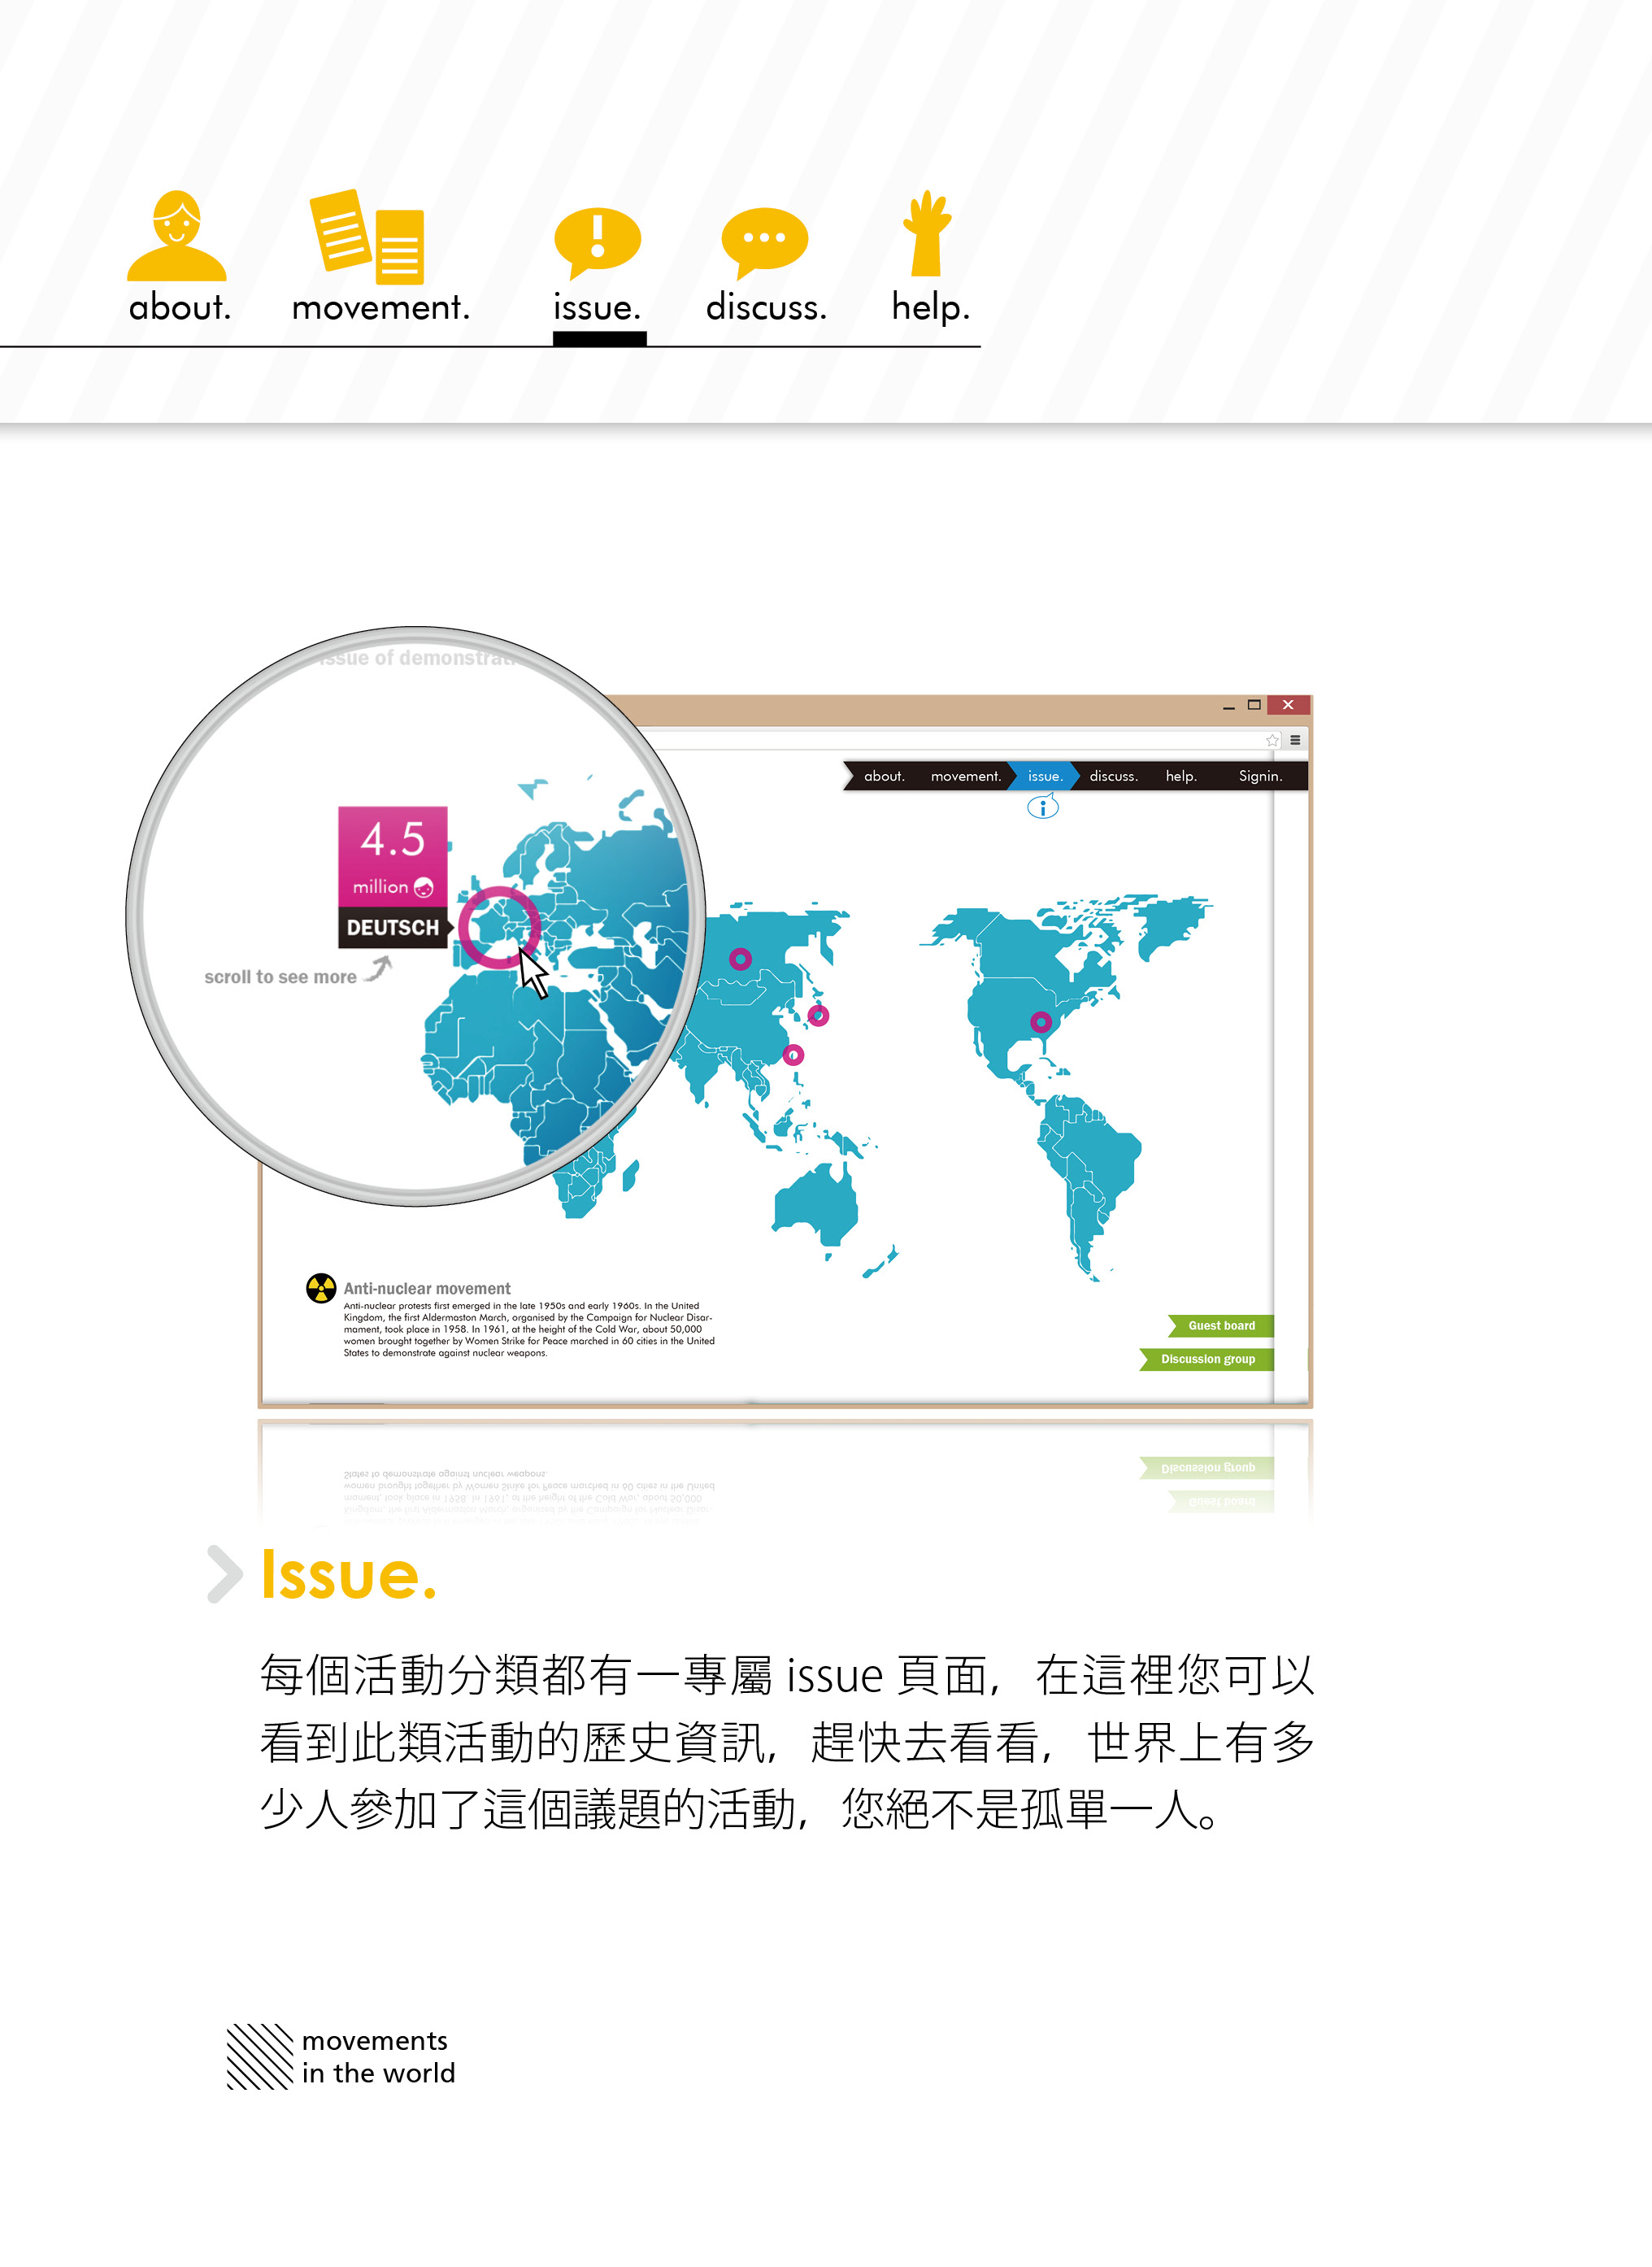 about.
movement.
issue.
discuss.
help.
issue of demonstrati
about.
movement.
issue.
discuss.
help.
Signin.
4.5
million
DEUTSCH
scroll to see more
Anti-nuclear movement
Anti-nuclear protests first emerged in the late 1950s and early 1960s. In the United
Kingdom, the first Aldermaston March, organised by the Campaign for Nuclear Disar-
mament, took place in 1958. In 1961, at the height of the Cold War, about 50,000
women brought together by Women Strike for Peace marched in 60 cities in the United
States to demonstrate against nuclear weapons.
Guest board
Discussion group
Issue.
每個活動分類都有一專屬 issue 頁面，在這裡您可以
看到此類活動的歷史資訊，趕快去看看，世界上有多
少人參加了這個議題的活動，您絕不是孤單一人。
movements
in the world